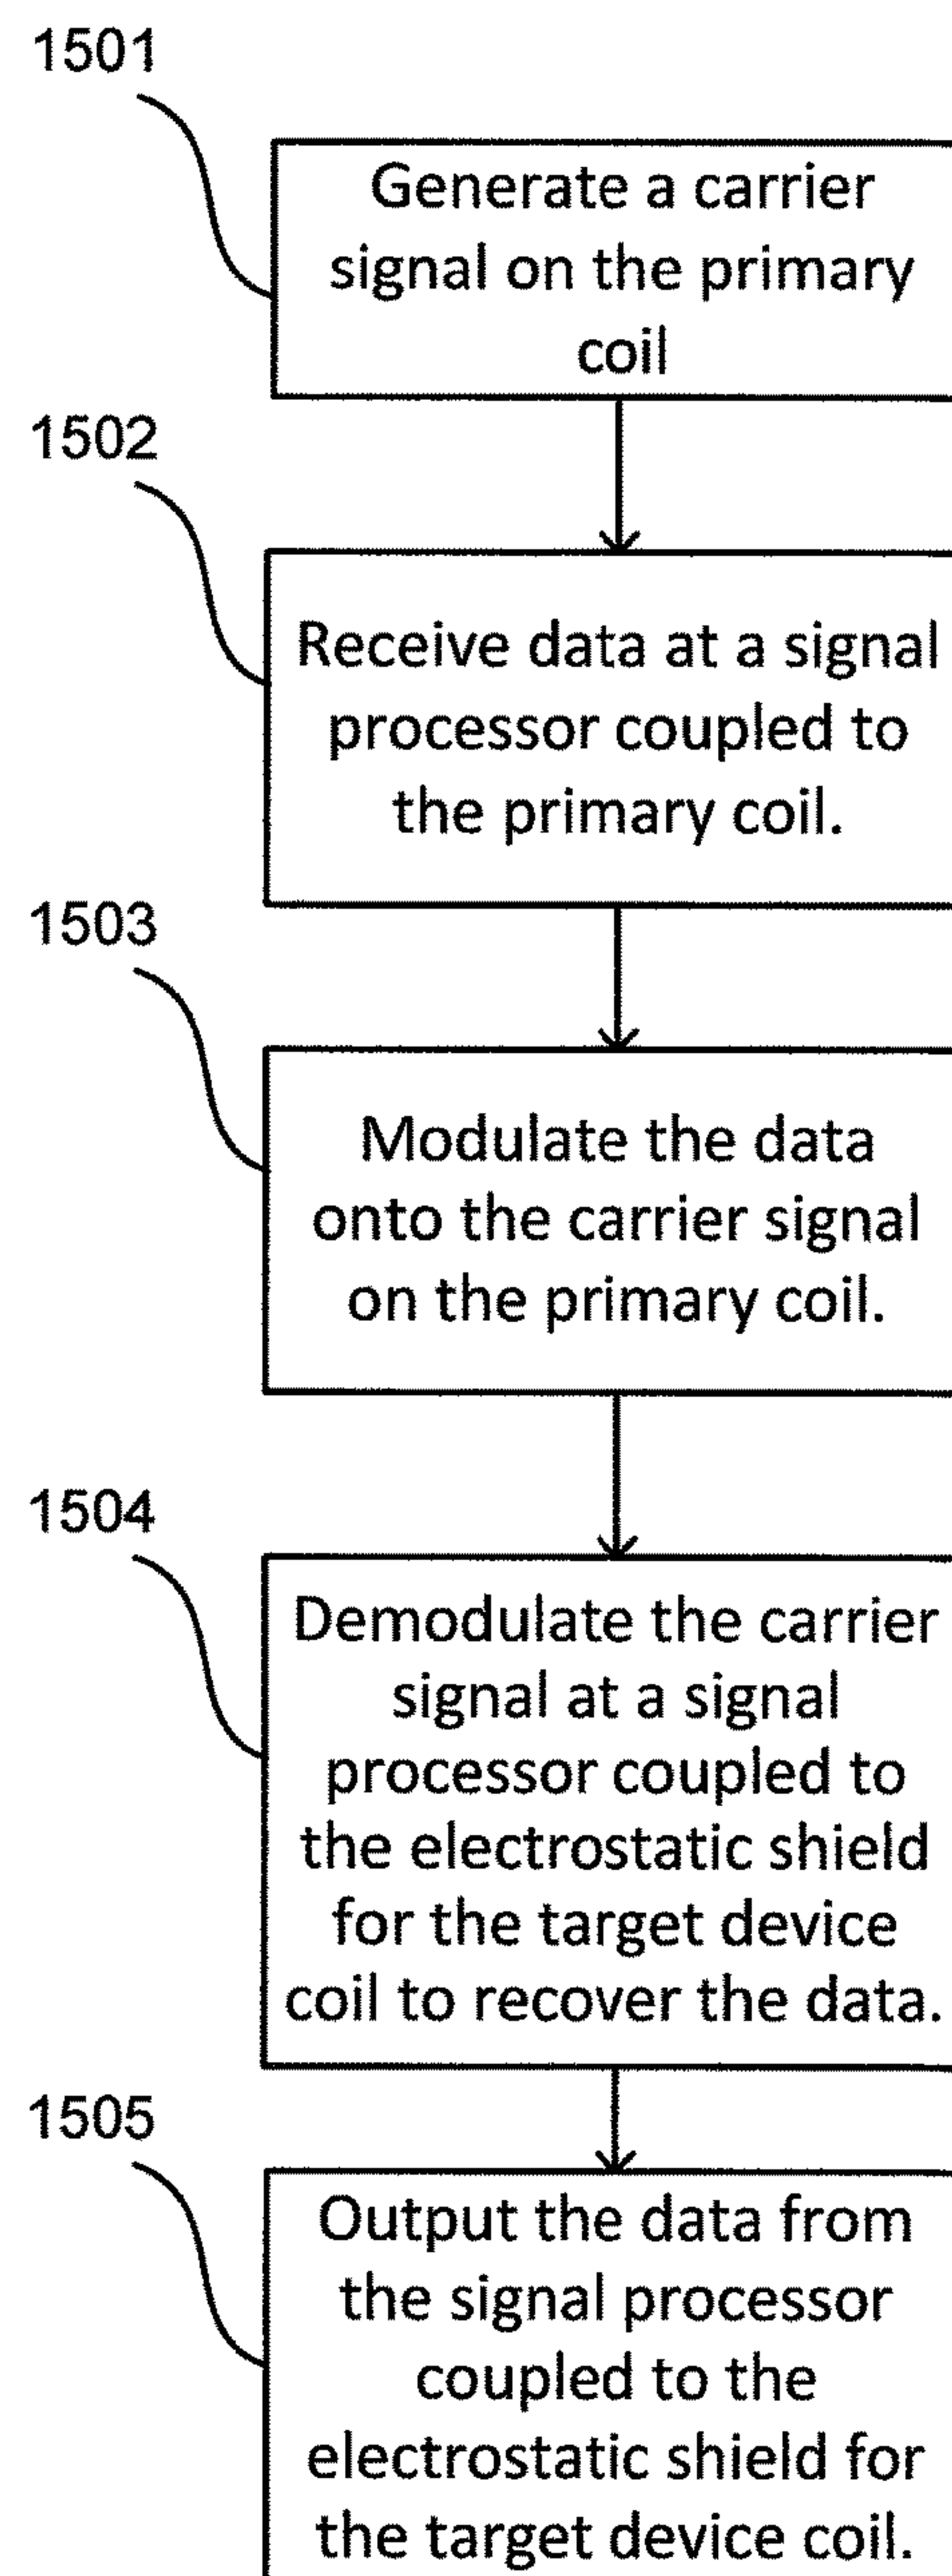 1501
Generate a carrier
signal on the primary
coil
1502
Receive data at a signal
processor coupled to
the primary coil.
1503
Modulate the data
onto the carrier signal
on the primary coil.
1504
Demodulate the carrier
signal at a signal
processor coupled to
the electrostatic shield
for the target device
coil to recover the data.
1505
Output the data from
the signal processor
coupled to the
electrostatic shield for
the target device coil.